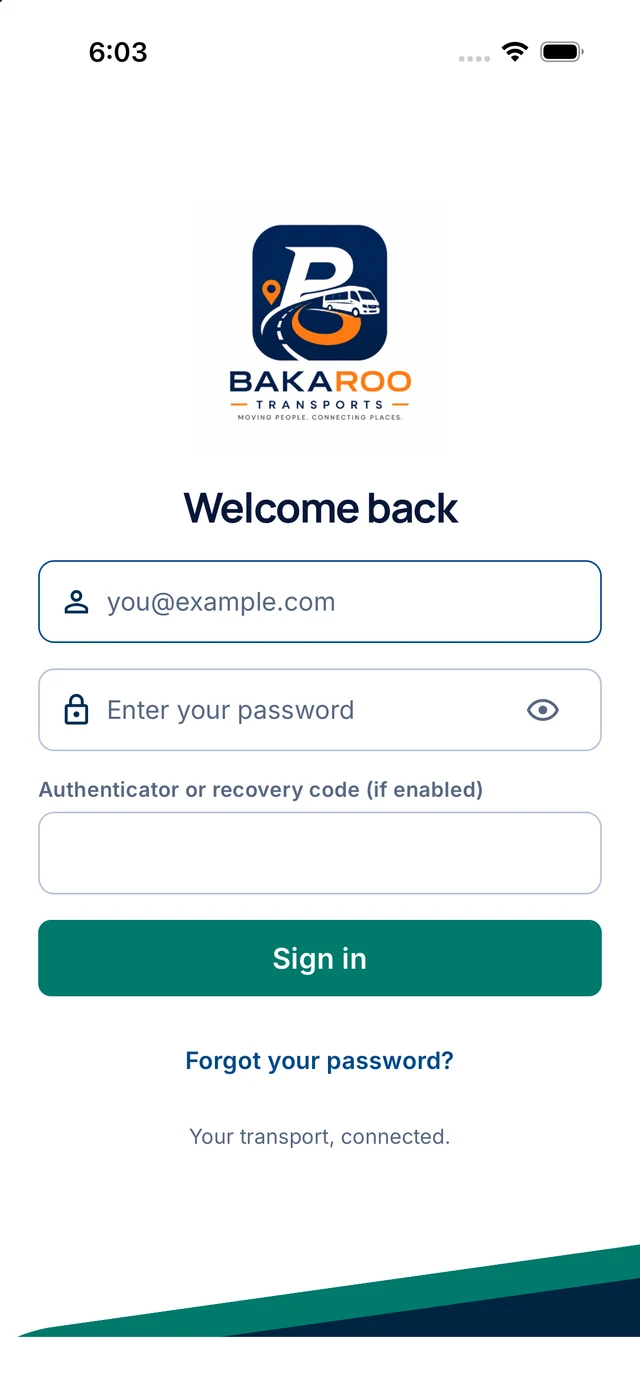 6:03
BAKAROO
TRANSPORTS
MOVING PEOPLE. CONNECTING PLACES.
Welcome back
you@example.com
Enter your password
Authenticator or recovery code (if enabled)
Sign in
Forgot your password?
Your transport, connected.